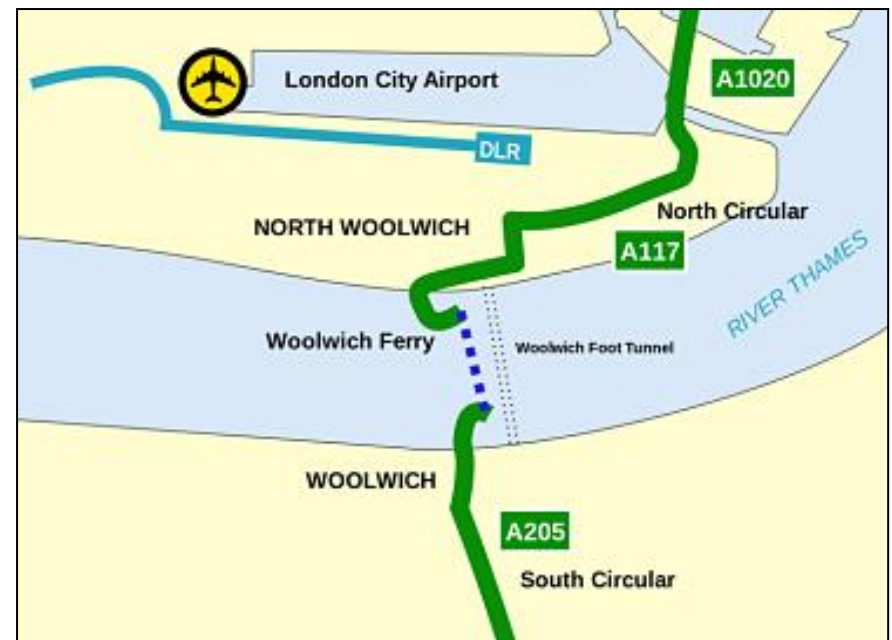 London City Airport
A1020
DLR
North Circular
NORTH WOOLWICH
A117
RIVER THAMES
Woolwich Ferry
Woolwich Foot Tunnel
WOOLWICH
A205
South Circular